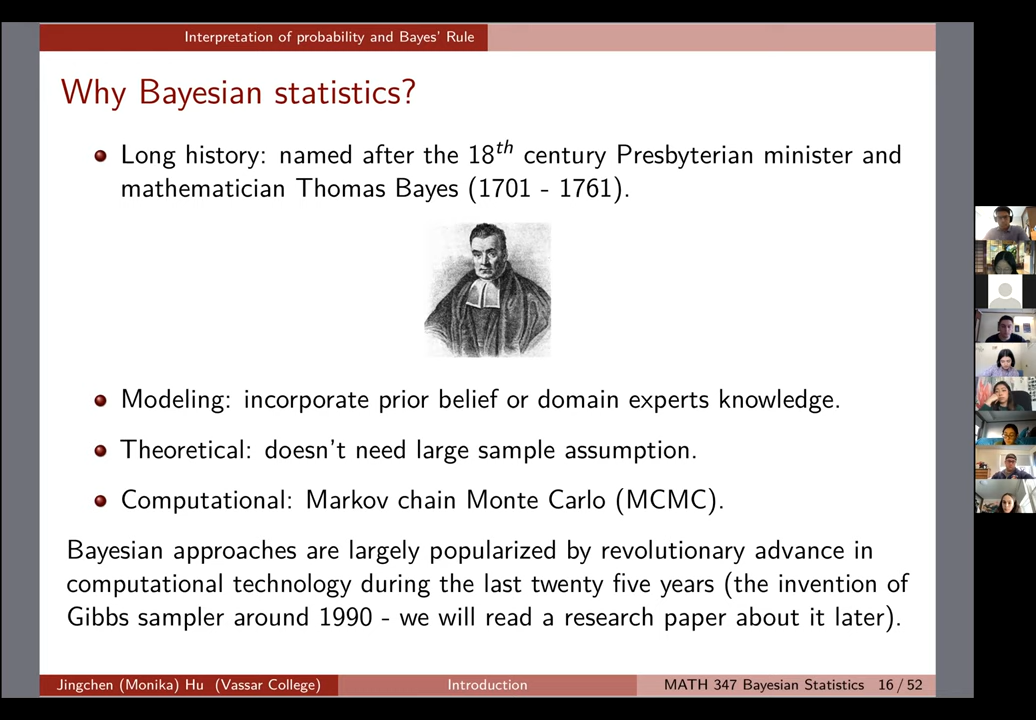 Interpretation of probability and Bayes' Rule
Why Bayesian statistics?
Long history: named after the 18th century Presbyterian minister and
mathematician Thomas Bayes (1701 - 1761).
Modeling: incorporate prior belief or domain experts knowledge.
Theoretical: doesn't need large sample assumption.
Computational: Markov chain Monte Carlo (MCMC).
Bayesian approaches are largely popularized by revolutionary advance in
computational technology during the last twenty five years (the invention of
Gibbs sampler around 1990 - we will read a research paper about it later).
Jingchen (Monika) Hu (Vassar College) Introduction MATH 347 Bayesian Statistics 16 / 52